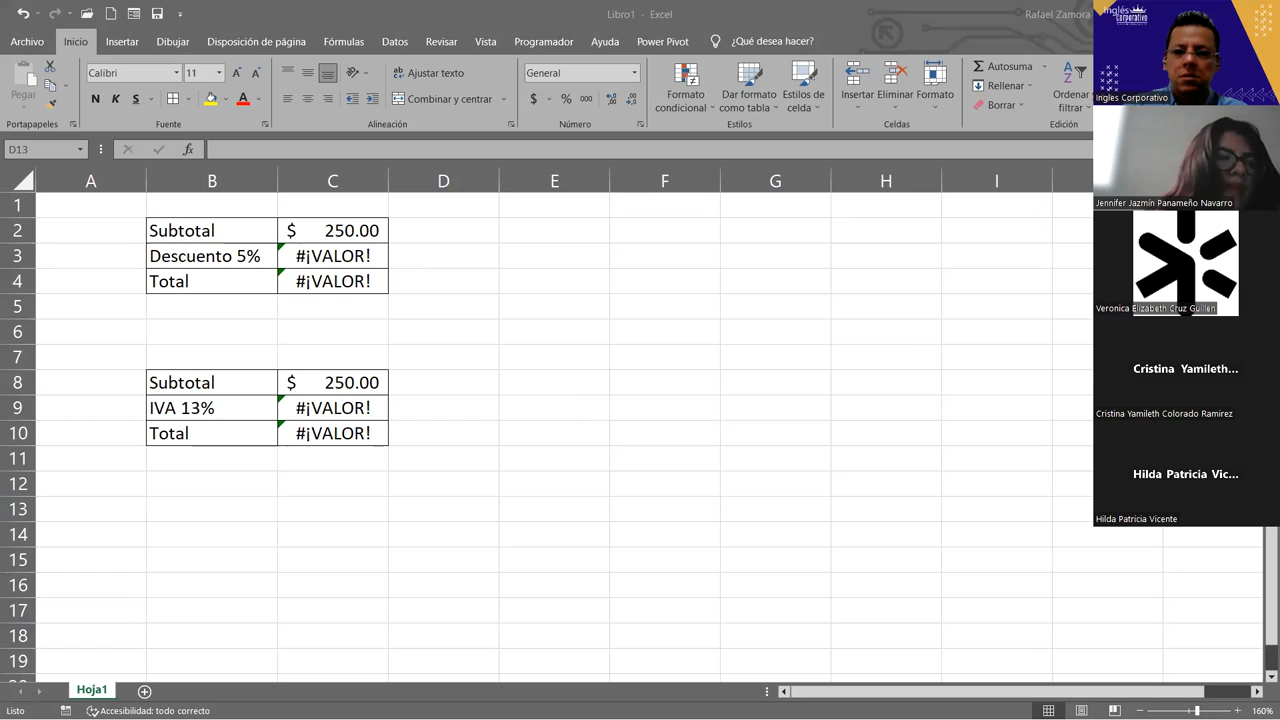 Libro1 - Excel
Rafael Zamora
Archivo
Inicio
Insertar
Dibujar
Disposición de página
Fórmulas
Datos
Revisar
Vista
Programador
Ayuda
Power Pivot
¿Qué desea hacer?
Pegar
Portapapeles
Calibri
11
N
K
S
Fuente
Ajustar texto
Combinar y centrar
Alineación
General
$
%
000
Número
Formato
condicional
Dar formato
como tabla
Estilos de
celda
Estilos
Insertar
Eliminar
Formato
Celdas
Autosuma
Rellenar
Borrar
Ordenar
filtrar
Edición
D13
fx
A B C D E F G H I
1
2 Subtotal $ 250.00
3 Descuento 5% #¡VALOR!
4 Total #¡VALOR!
5
6
7
8 Subtotal $ 250.00
9 IVA 13% #¡VALOR!
10 Total #¡VALOR!
11
12
13
14
15
16
17
18
19
Hoja1
Listo
Accesibilidad: todo correcto
160%
Inglés
Corporativo
Ingles Corporativo
Jennifer Jazmín Panameño Navarro
Veronica Elizabeth Cruz Guillen
Cristina Yamileth...
Cristina Yamileth Colorado Ramirez
Hilda Patricia Vic...
Hilda Patricia Vicente